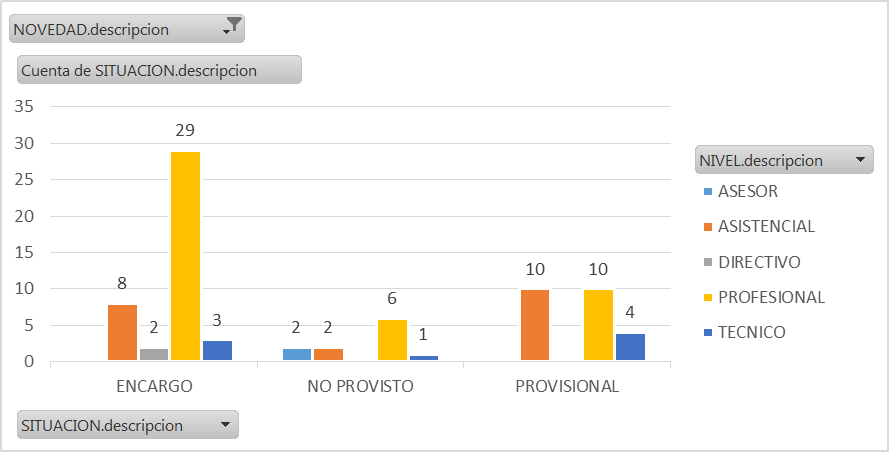 NOVEDAD.descripcion
Cuenta de SITUACION.descripcion
35
30
25
20
15
10
5
0
8
2
29
3
2
2
6
1
10
10
4
ENCARGO
NO PROVISTO
PROVISIONAL
NIVEL.descripcion
ASESOR
ASISTENCIAL
DIRECTIVO
PROFESIONAL
TECNICO
SITUACION.descripcion